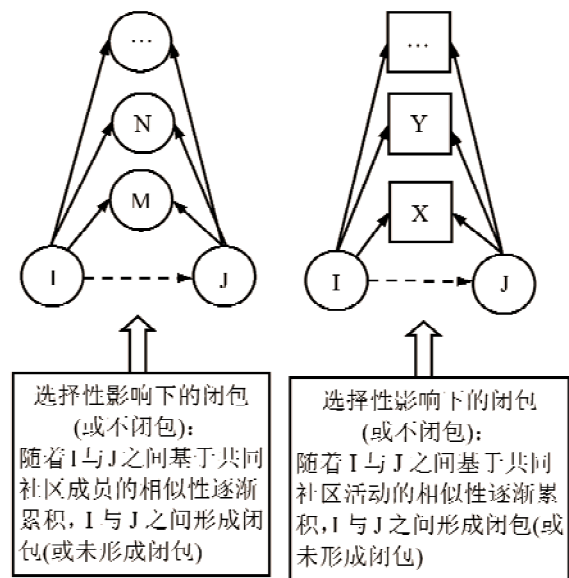 …
N
M
I
J
…
Y
X
I
J
选择性影响下的闭包
(或不闭包):
随着I与J之间基于共同
社区成员的相似性逐渐
累积, I与J之间形成闭
包(或未形成闭包)
选择性影响下的闭包
(或不闭包):
随着I与J之间基于共同
社区活动的相似性逐渐累
积,I与J之间形成闭包(或
未形成闭包)